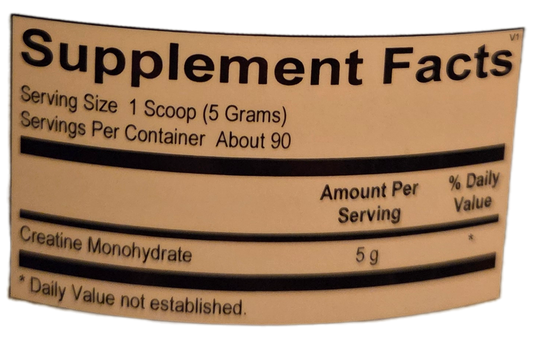 Supplement Facts
Serving Size 1 Scoop (5 Grams)
Servings Per Container About 90
Amount Per Serving
% Daily Value
Creatine Monohydrate 5 g *
* Daily Value not established.